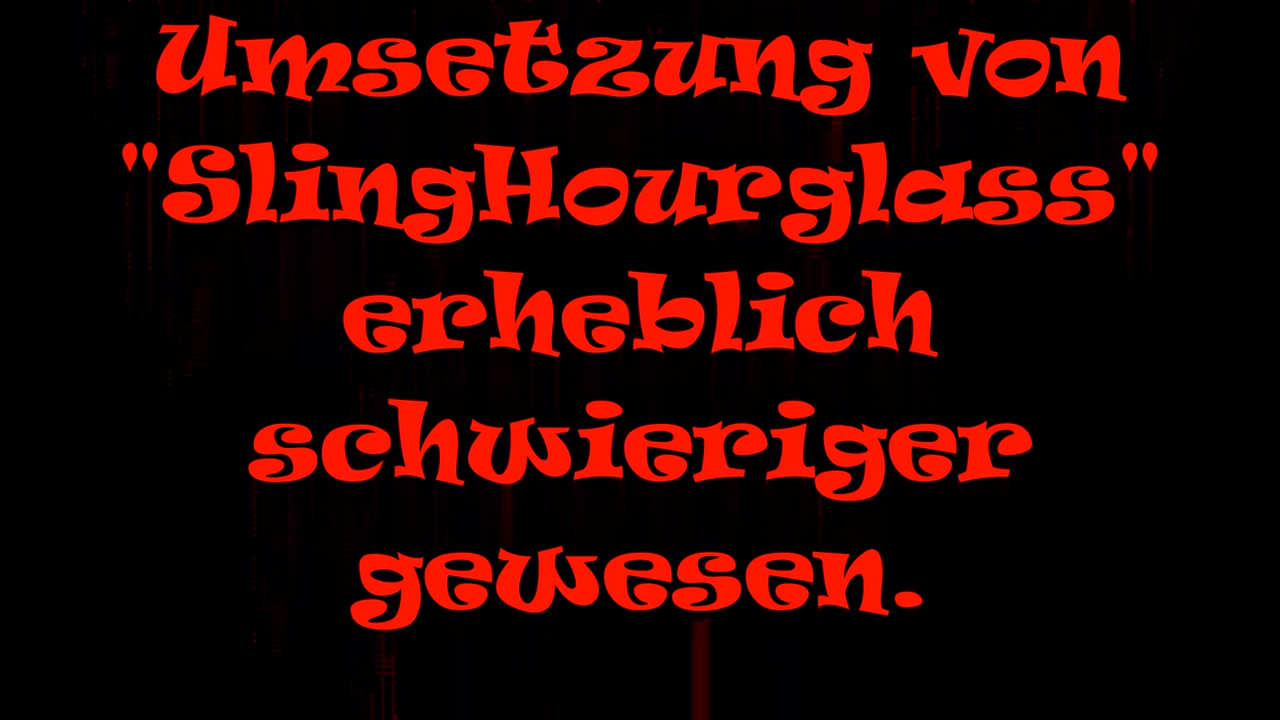 Umsetzung von
"SlingHourglass"
erheblich
schwieriger
gewesen.